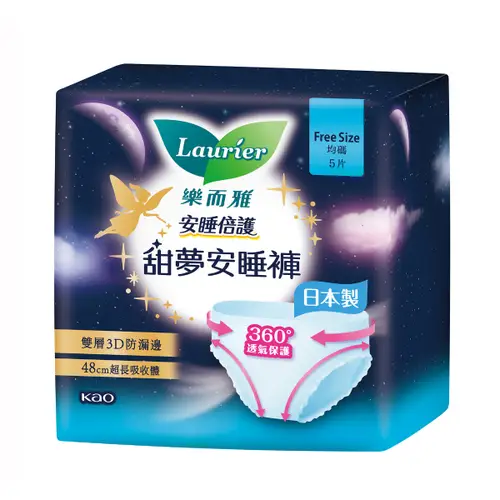 Laurier
樂而雅
安睡倍護
甜夢安睡褲
Free Size
均碼
5片
日本製
360°
透氣保護
雙層3D防漏邊
48cm超長吸收體
Kao